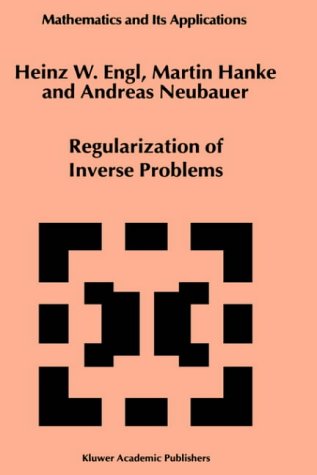 Mathematics and Its Applications
Heinz W. Engl, Martin Hanke
and Andreas Neubauer
Regularization of
Inverse Problems
Kluwer Academic Publishers